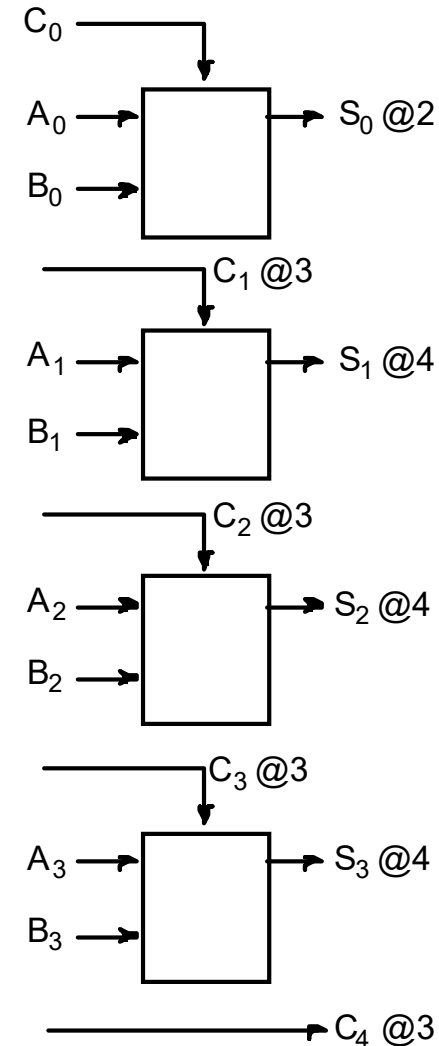 C₀
A₀ S₀ @2
B₀
C₁ @3
A₁ S₁ @4
B₁
C₂ @3
A₂ S₂ @4
B₂
C₃ @3
A₃ S₃ @4
B₃
C₄ @3